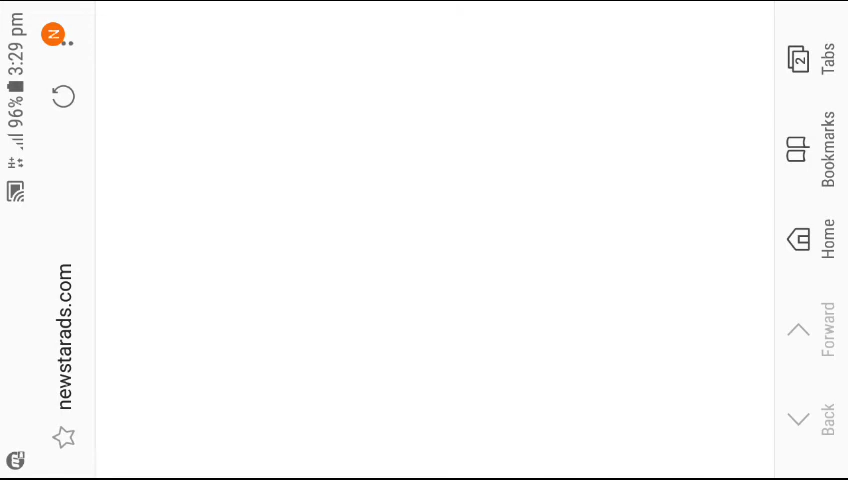 H+ 96% 3:29 pm
newstarads.com
N
Back
Forward
Home
Bookmarks
2
Tabs